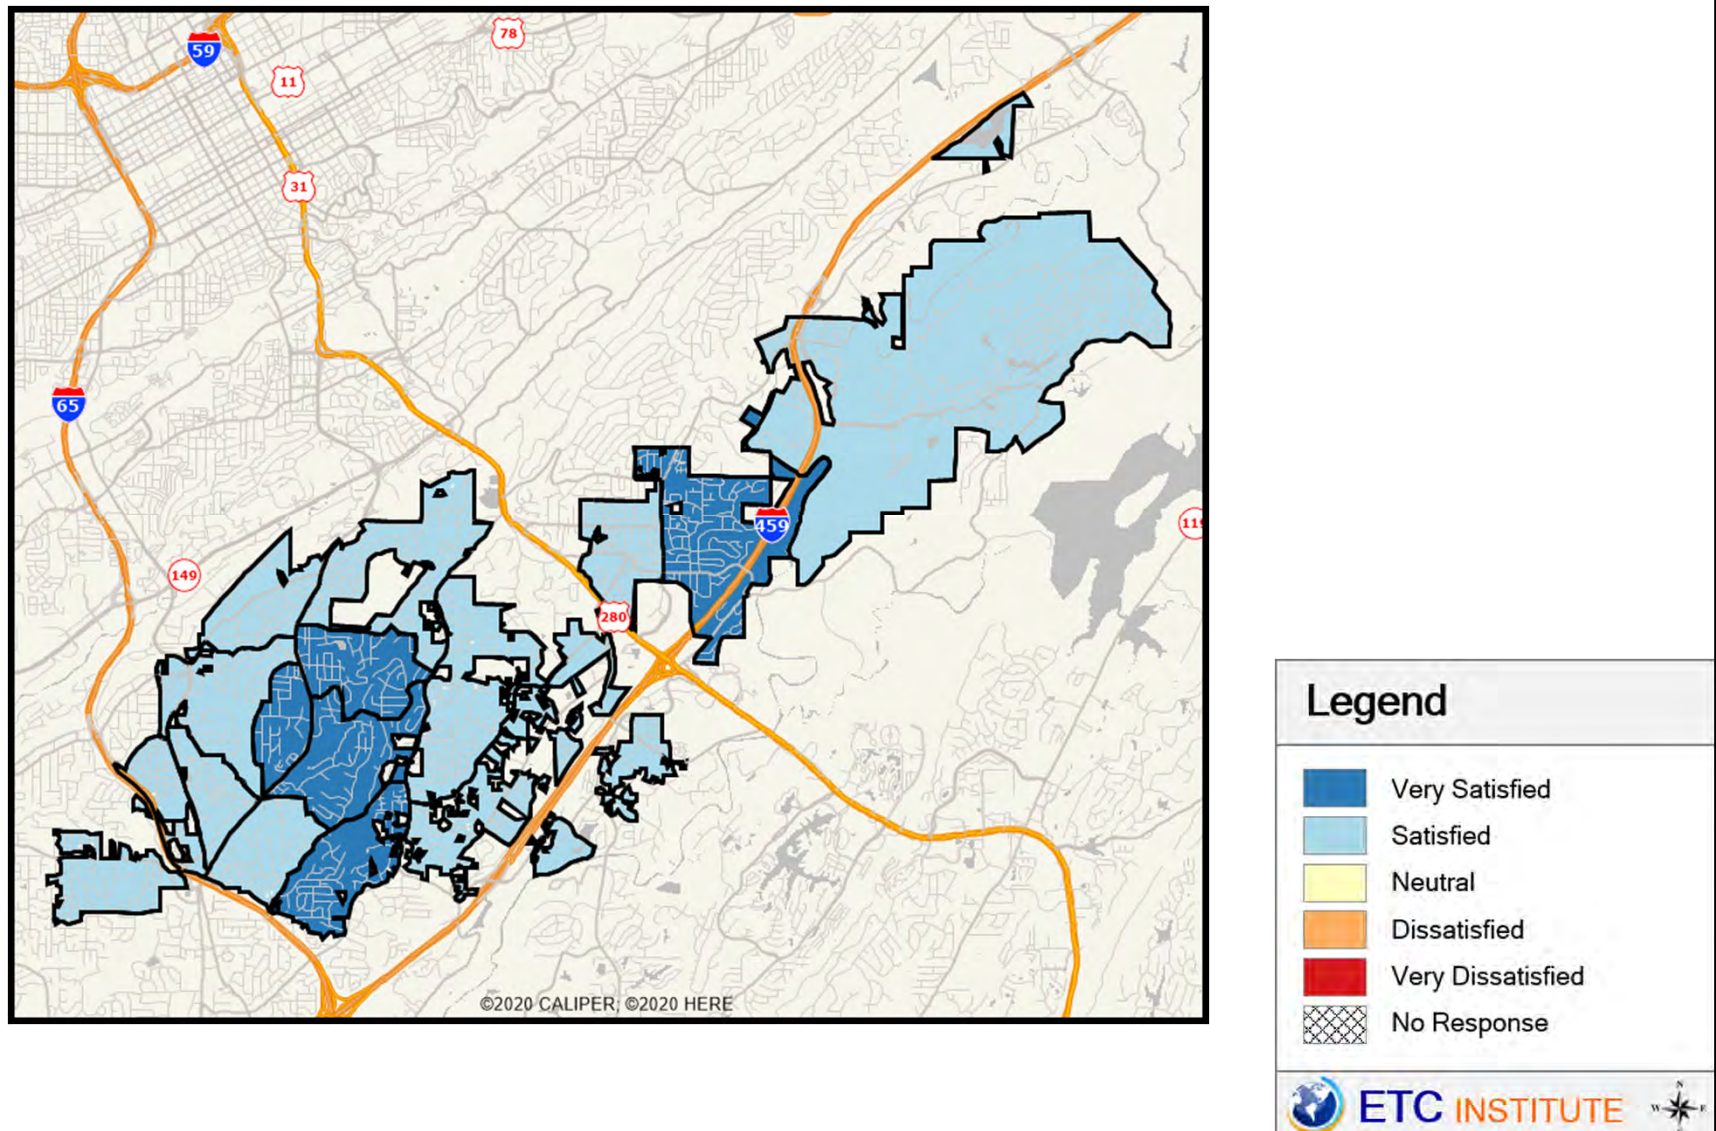 78
59
11
31
65
119
459
149
280
©2020 CALIPER; ©2020 HERE
Legend
Very Satisfied
Satisfied
Neutral
Dissatisfied
Very Dissatisfied
No Response
N
W E
S
ETC INSTITUTE